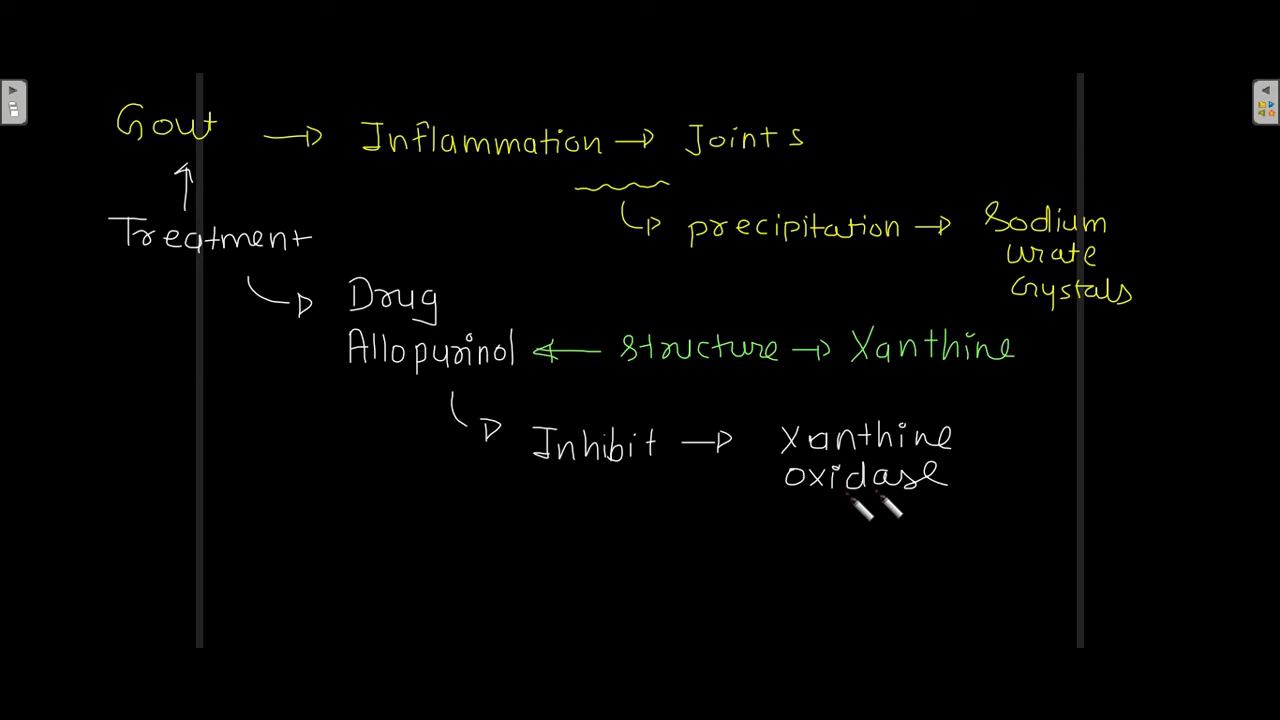 Gout → Inflammation → Joints
precipitation → Sodium
urate
crystals
Treatment
Drug
Allopurinol ← structure → Xanthine
Inhibit → Xanthine
oxidase